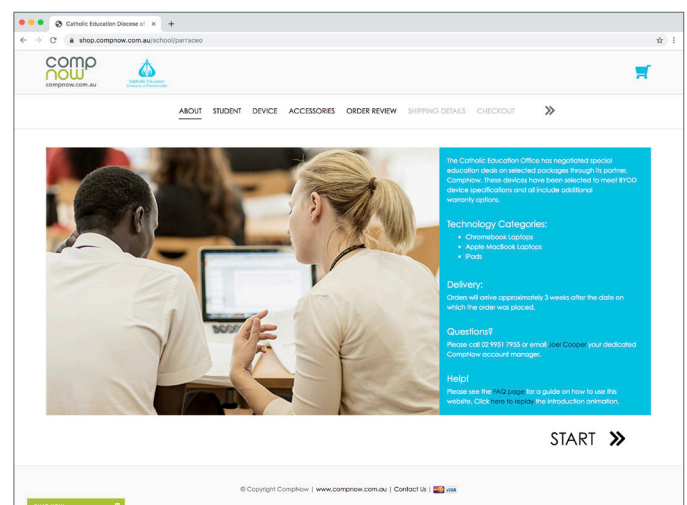 Catholic Education Diocese of
shop.compnow.com.au/school/parraceo
comp
now
compnow.com.au
Catholic Education
Diocese of Parramatta
ABOUT STUDENT DEVICE ACCESSORIES ORDER REVIEW SHIPPING DETAILS CHECKOUT
The Catholic Education Office has negotiated special
education deals on selected packages through its partner,
CompNow. These devices have been selected to meet BYOD
device specifications and all include additional
warranty options.
Technology Categories:
• Chromebook Laptops
• Apple MacBook Laptops
• iPads
Delivery:
Orders will arrive approximately 3 weeks after the date on
which the order was placed.
Questions?
Please call 02 9951 7955 or email Joel Cooper your dedicated
CompNow account manager.
Help!
Please see the FAQ page for a guide on how to use this
website. Click here to replay the introduction animation.
START
© Copyright CompNow | www.compnow.com.au | Contact Us |
VISA